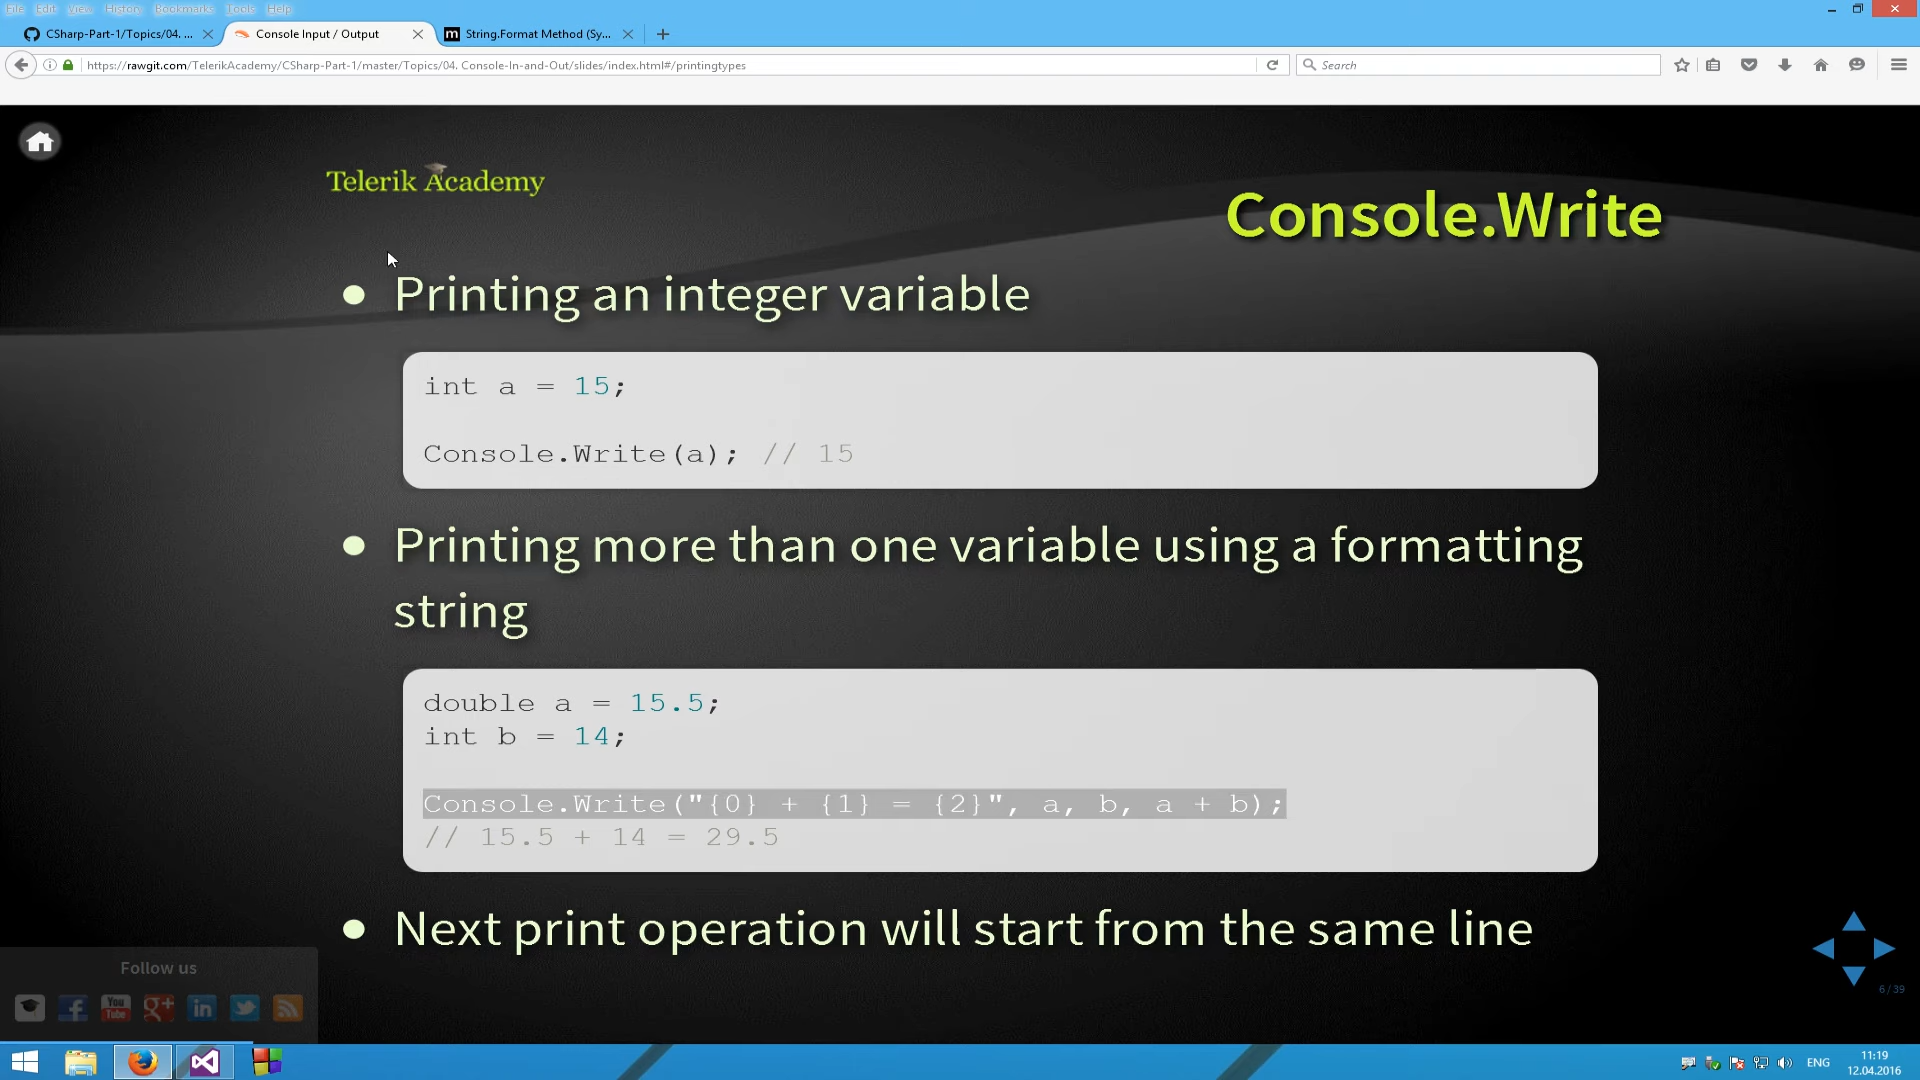 File Edit View History Bookmarks Tools Help
CSharp-Part-1/Topics/04. ...
Console Input / Output
m String.Format Method (Sy...
https://rawgit.com/TelerikAcademy/CSharp-Part-1/master/Topics/04. Console-In-and-Out/slides/index.html#/printingtypes
Search
Telerik Academy
Console.Write
Printing an integer variable
int a = 15;
Console.Write(a); // 15
Printing more than one variable using a formatting
string
double a = 15.5;
int b = 14;
Console.Write("{0} + {1} = {2}", a, b, a + b);
// 15.5 + 14 = 29.5
Next print operation will start from the same line
Follow us
You
Tube
g+
in
6 / 39
ENG
11:19
12.04.2016